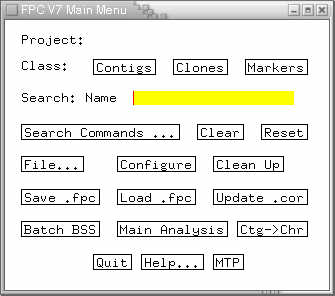 FPC V7 Main Menu
Project:
Class: Contigs Clones Markers
Search: Name
Search Commands ... Clear Reset
File... Configure Clean Up
Save .fpc Load .fpc Update .cor
Batch BSS Main Analysis Ctg->Chr
Quit Help... MTP